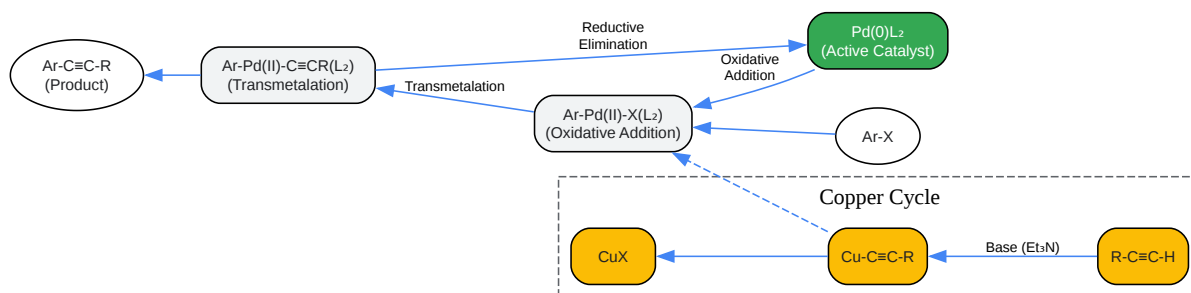 Reductive
Elimination
Pd(0)L₂
(Active Catalyst)
Ar-C≡C-R
(Product)
Ar-Pd(II)-C≡CR(L₂)
(Transmetalation)
Oxidative
Addition
Transmetalation
Ar-Pd(II)-X(L₂)
(Oxidative Addition)
Ar-X
Copper Cycle
CuX
Cu-C≡C-R
Base (Et₃N)
R-C≡C-H